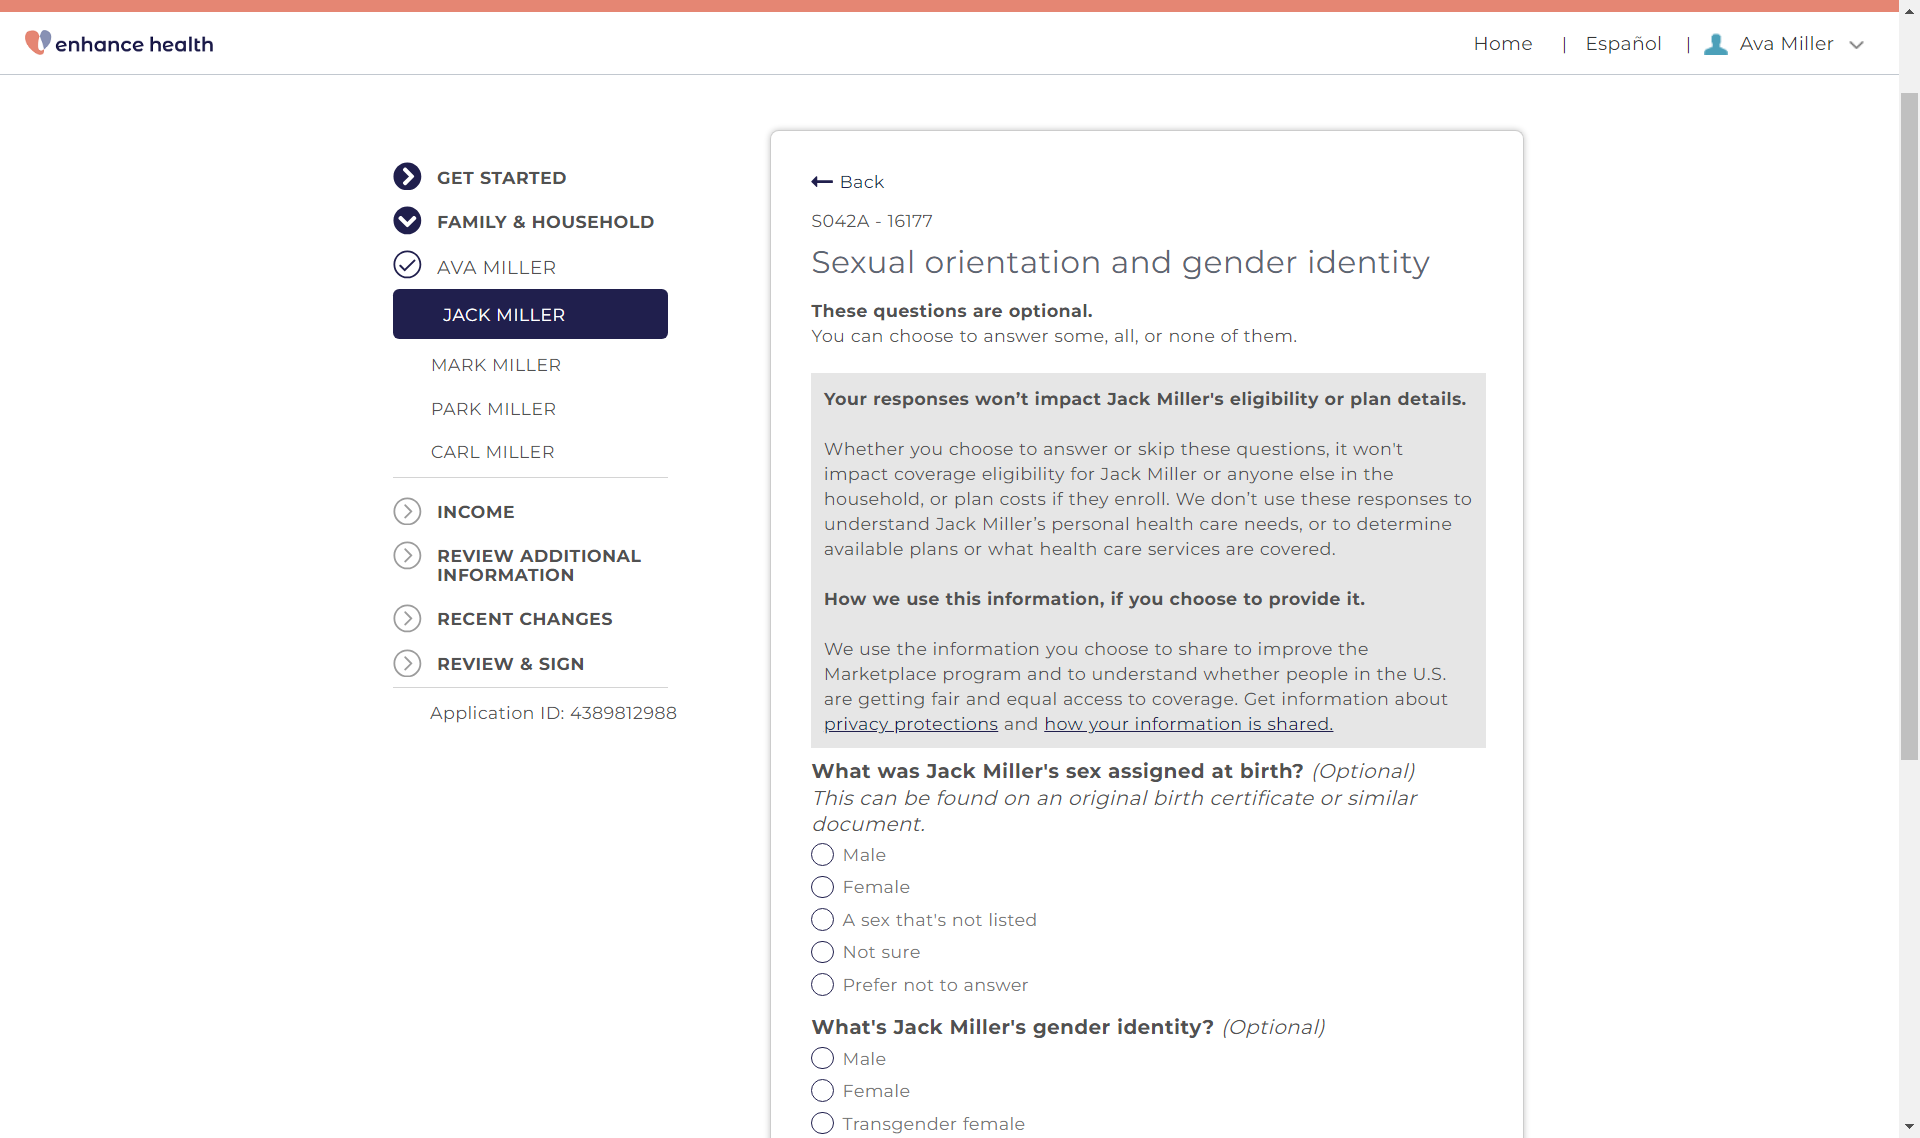 enhance health
Home | Español | Ava Miller
GET STARTED
FAMILY & HOUSEHOLD
AVA MILLER
JACK MILLER
MARK MILLER
PARK MILLER
CARL MILLER
INCOME
REVIEW ADDITIONAL
INFORMATION
RECENT CHANGES
REVIEW & SIGN
Application ID: 4389812988
Back
S042A - 16177
Sexual orientation and gender identity
These questions are optional.
You can choose to answer some, all, or none of them.
Your responses won’t impact Jack Miller's eligibility or plan details.
Whether you choose to answer or skip these questions, it won't
impact coverage eligibility for Jack Miller or anyone else in the
household, or plan costs if they enroll. We don’t use these responses to
understand Jack Miller’s personal health care needs, or to determine
available plans or what health care services are covered.
How we use this information, if you choose to provide it.
We use the information you choose to share to improve the
Marketplace program and to understand whether people in the U.S.
are getting fair and equal access to coverage. Get information about
privacy protections and how your information is shared.
What was Jack Miller's sex assigned at birth? (Optional)
This can be found on an original birth certificate or similar
document.
Male
Female
A sex that's not listed
Not sure
Prefer not to answer
What's Jack Miller's gender identity? (Optional)
Male
Female
Transgender female